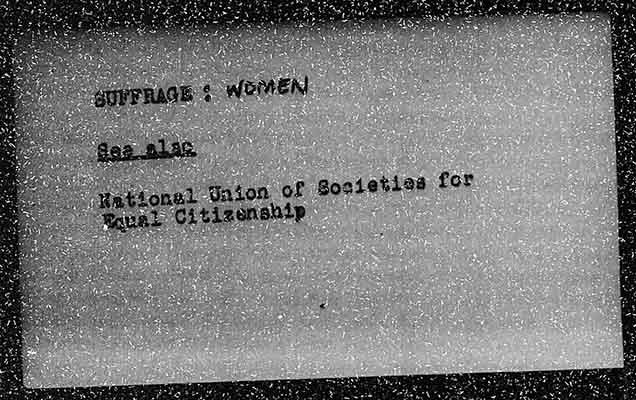 SUFFRAGE : WOMEN
See also
National Union of Societies for
Equal Citizenship